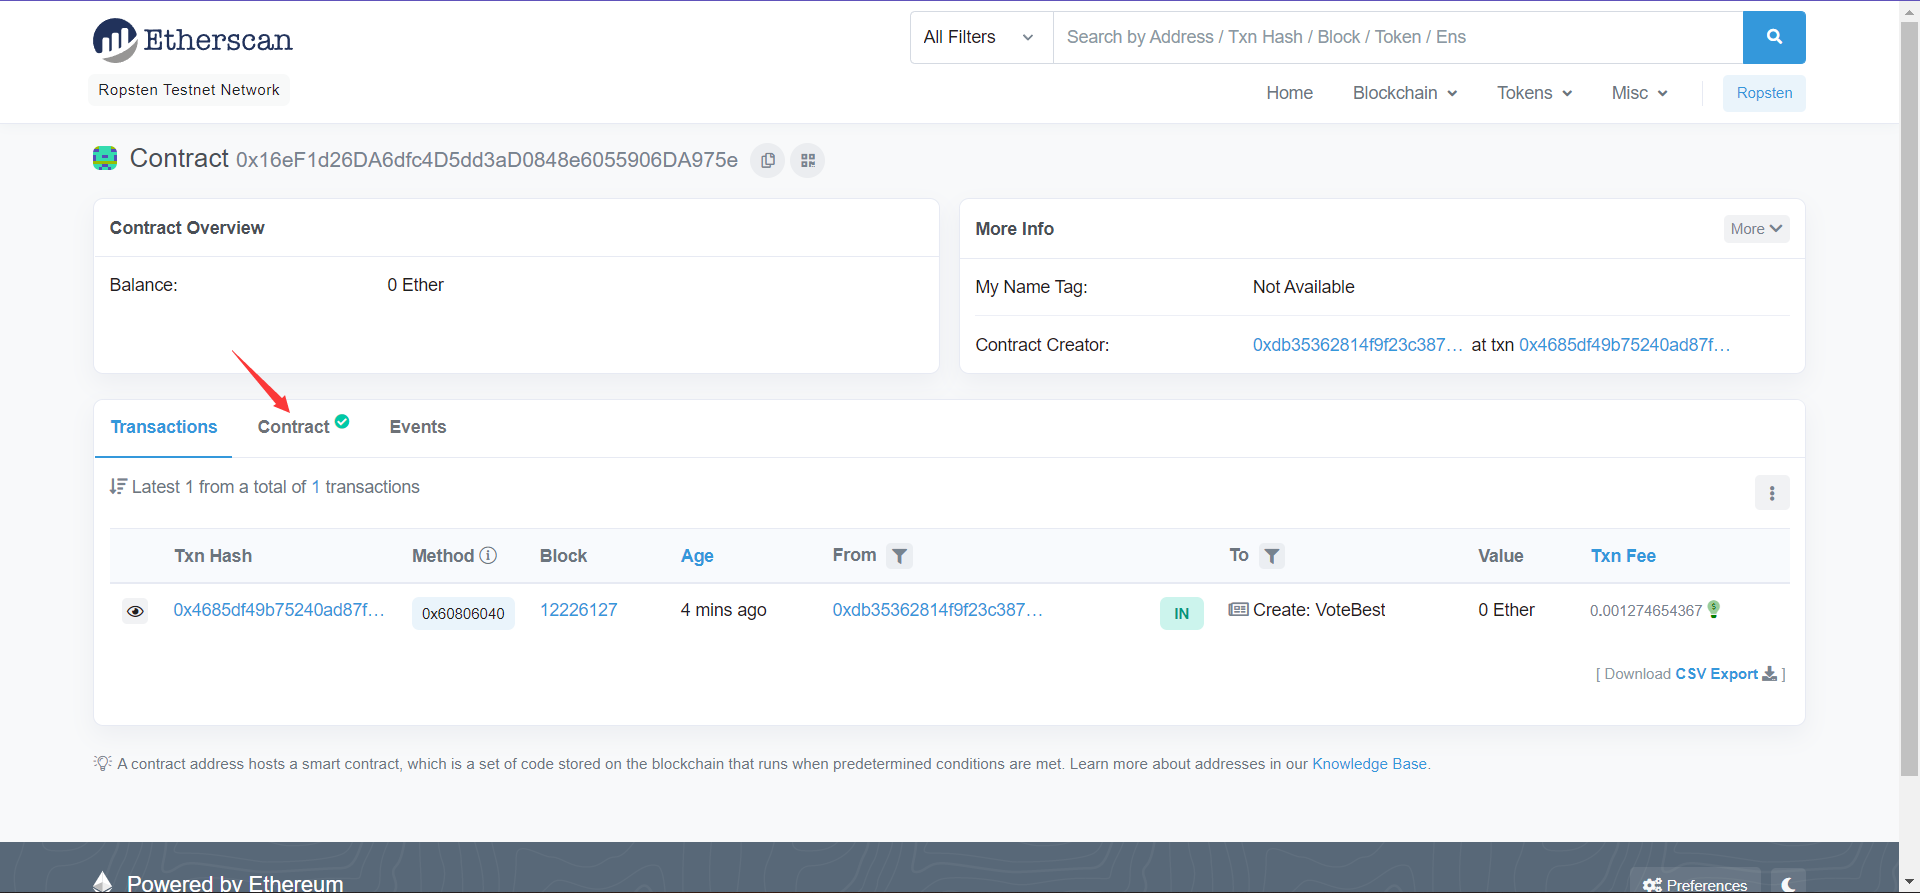 Etherscan
All Filters
Search by Address / Txn Hash / Block / Token / Ens
Ropsten Testnet Network
Home Blockchain Tokens Misc Ropsten
Contract 0x16eF1d26DA6dfc4D5dd3aD0848e6055906DA975e
Contract Overview
Balance: 0 Ether
More Info More
My Name Tag: Not Available
Contract Creator: 0xdb35362814f9f23c387... at txn 0x4685df49b75240ad87f...
Transactions Contract Events
Latest 1 from a total of 1 transactions
Txn Hash Method Block Age From To Value Txn Fee
0x4685df49b75240ad87f... 0x60806040 12226127 4 mins ago 0xdb35362814f9f23c387... IN Create: VoteBest 0 Ether 0.001274654367
[ Download CSV Export ]
A contract address hosts a smart contract, which is a set of code stored on the blockchain that runs when predetermined conditions are met. Learn more about addresses in our Knowledge Base.
Powered by Ethereum
Preferences